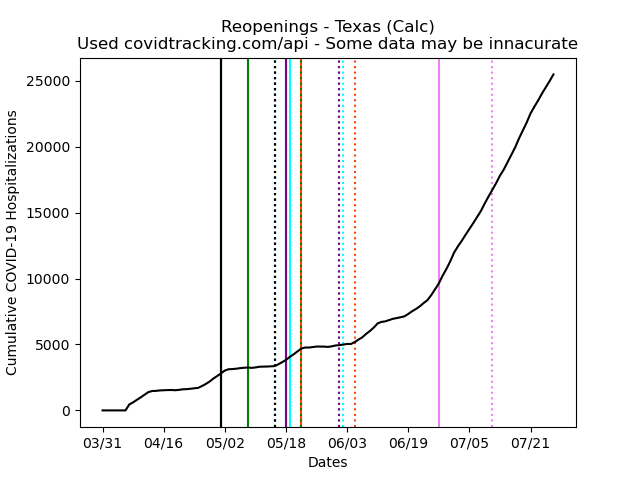 Reopenings - Texas (Calc)
Used covidtracking.com/api - Some data may be innacurate
Cumulative COVID-19 Hospitalizations
25000
20000
15000
10000
5000
0
03/31 04/16 05/02 05/18 06/03 06/19 07/05 07/21
Dates